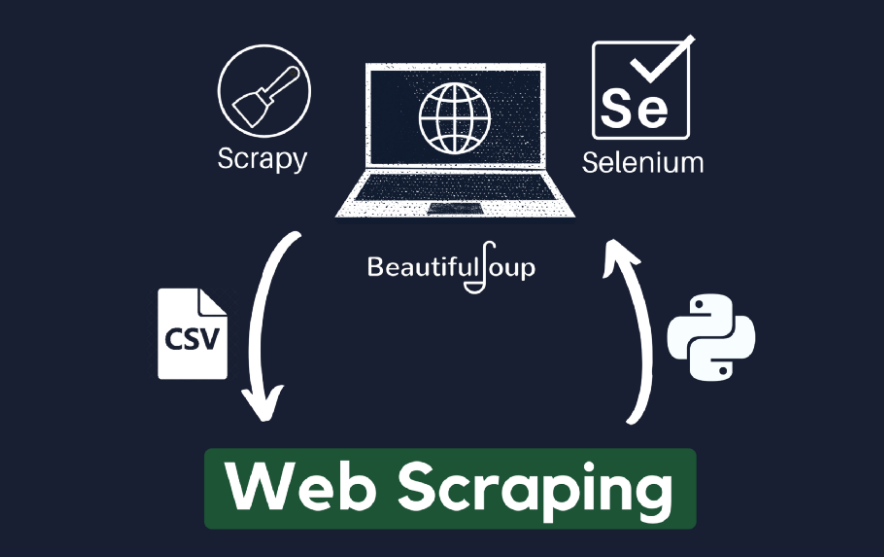 Scrapy
Se
Selenium
BeautifulSoup
CSV
Web Scraping